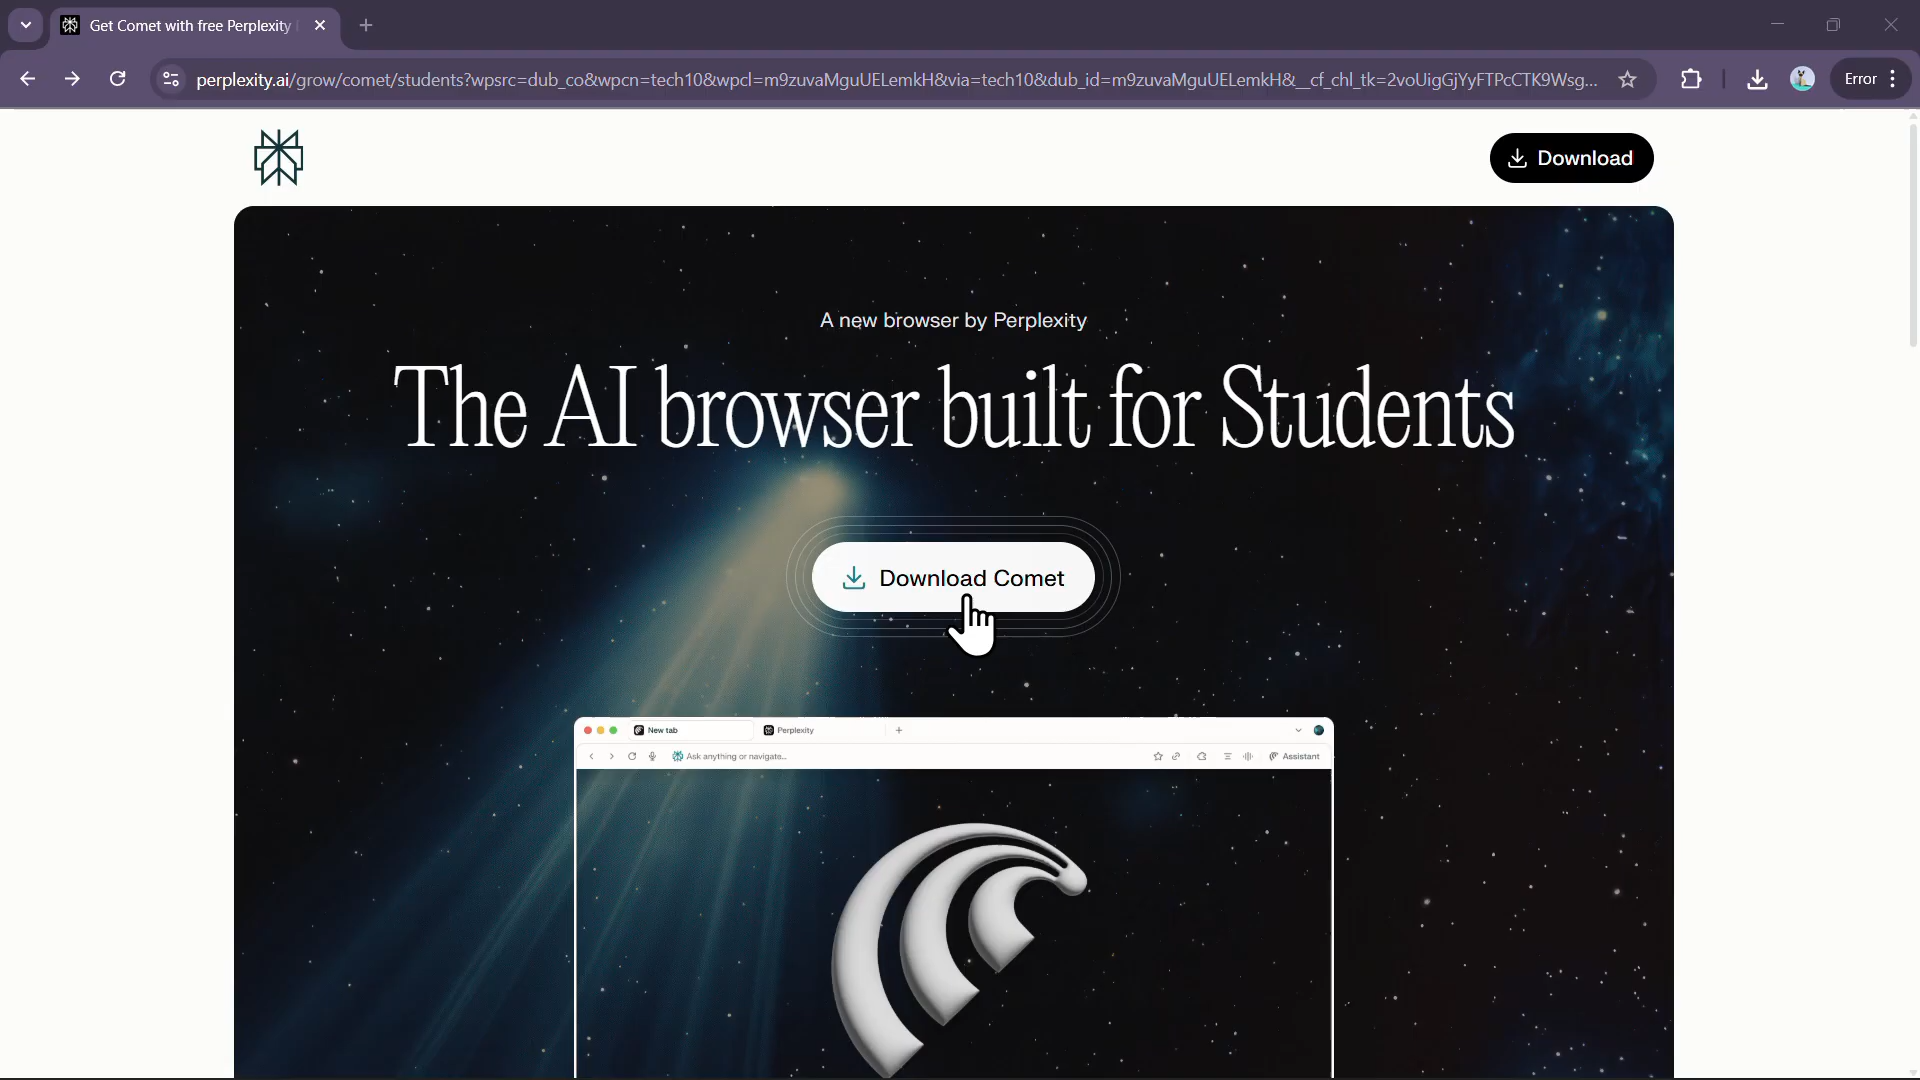 Get Comet with free Perplexity
perplexity.ai/grow/comet/students?wpsrc=dub_co&wpcn=tech10&wpcl=m9zuvaMguUELemkH&via=tech10&dub_id=m9zuvaMguUELemkH&__cf_chl_tk=2voUigGjYyFTPcCTK9Wsg...
Error
Download
A new browser by Perplexity
The AI browser built for Students
Download Comet
New tab
Perplexity
Ask anything or navigate...
Assistant